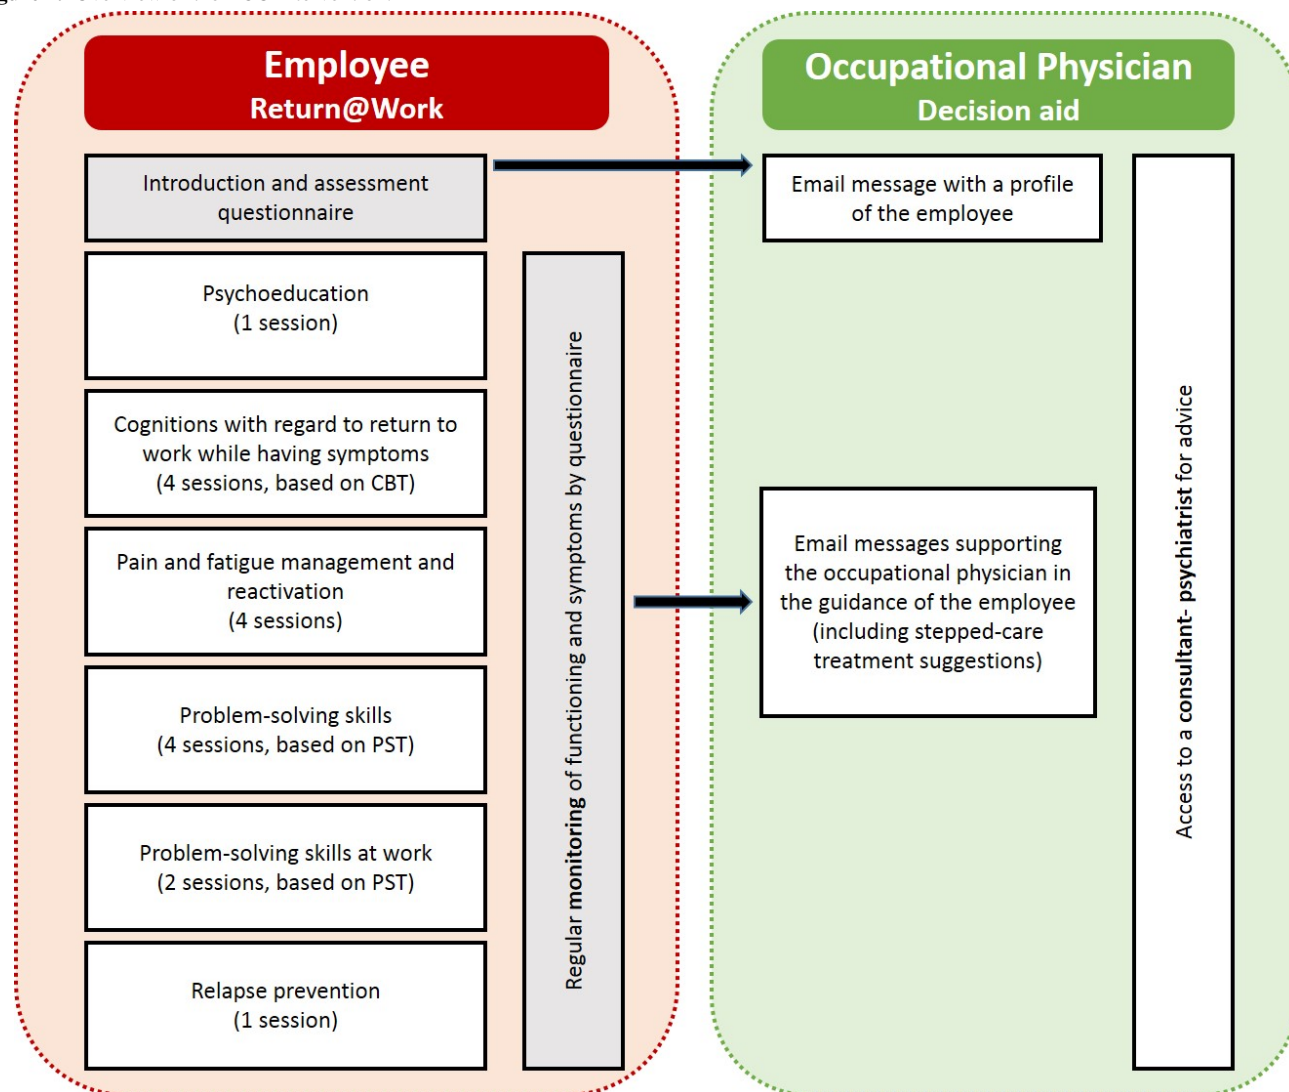 Employee
Return@Work
Introduction and assessment
questionnaire
Psychoeducation
(1 session)
Cognitions with regard to return to
work while having symptoms
(4 sessions, based on CBT)
Pain and fatigue management and
reactivation
(4 sessions)
Problem-solving skills
(4 sessions, based on PST)
Problem-solving skills at work
(2 sessions, based on PST)
Relapse prevention
(1 session)
Regular monitoring of functioning and symptoms by questionnaire
Occupational Physician
Decision aid
Email message with a profile
of the employee
Email messages supporting
the occupational physician in
the guidance of the employee
(including stepped-care
treatment suggestions)
Access to a consultant- psychiatrist for advice